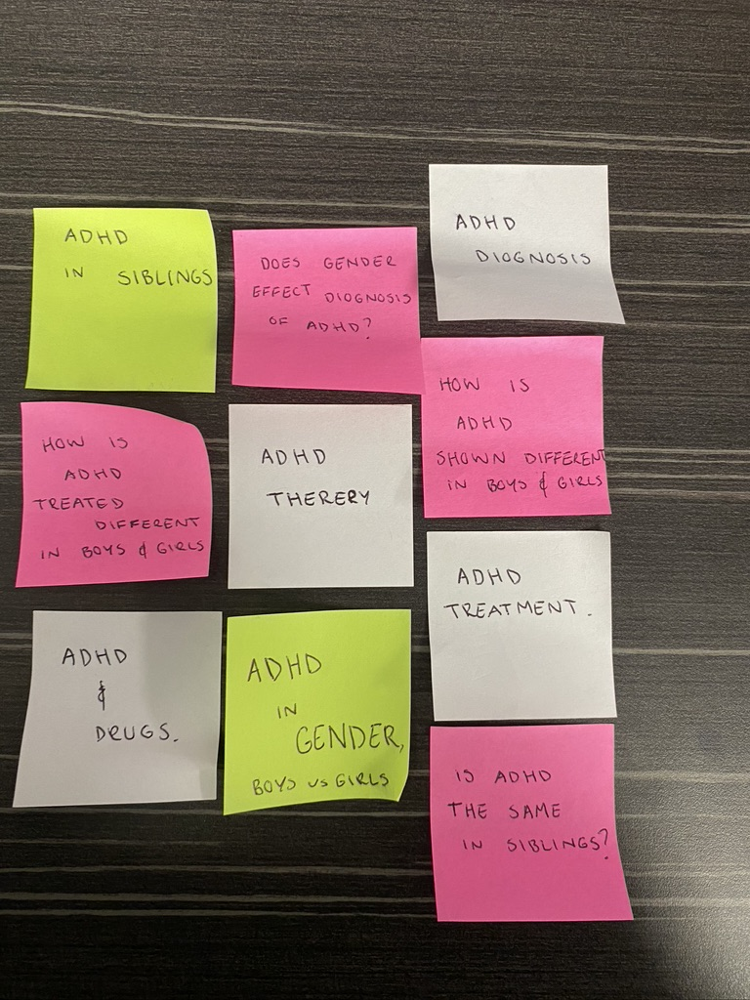 ADHD
IN SIBLINGS
DOES GENDER
EFFECT DIOGNOSIS
OF ADHD?
ADHD
DIOGNOSIS
HOW IS
ADHD
TREATED
DIFFERENT
IN BOYS & GIRLS
ADHD
THERERY
HOW IS
ADHD
SHOWN DIFFERENT
IN BOYS & GIRLS
ADHD
&
DRUGS.
ADHD
IN
GENDER,
BOYS VS GIRLS
ADHD
TREATMENT.
IS ADHD
THE SAME
IN SIBLINGS?